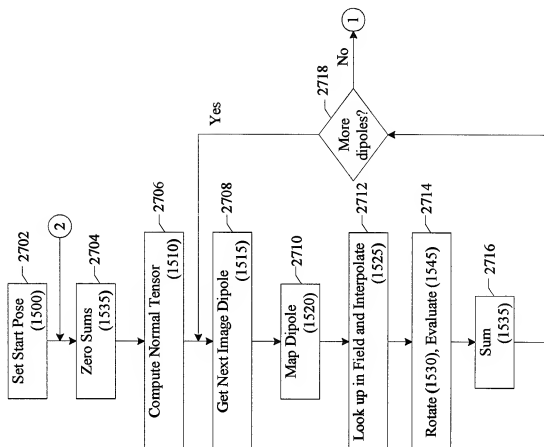 2702
Set Start Pose
(1500)
2
2704
Zero Sums
(1535)
2706
Compute Normal Tensor
(1510)
Yes
2708
Get Next Image Dipole
(1515)
2710
Map Dipole
(1520)
2718
More
dipoles?
No
1
2712
Look up in Field and Interpolate
(1525)
2714
Rotate (1530), Evaluate (1545)
2716
Sum
(1535)